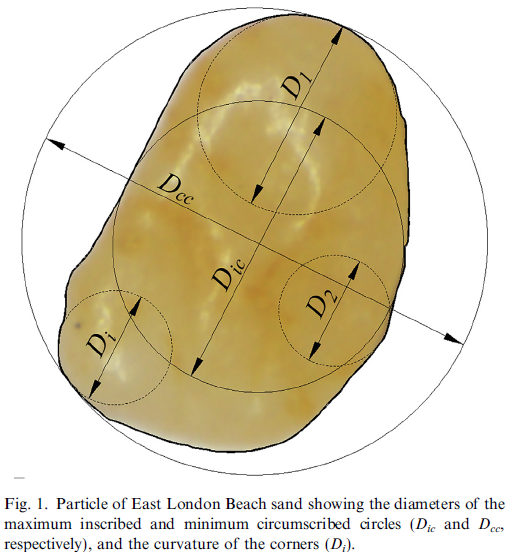 D1
Dcc
Dic
D2
Di
Fig. 1. Particle of East London Beach sand showing the diameters of the
maximum inscribed and minimum circumscribed circles (Dic and Dcc,
respectively), and the curvature of the corners (Di).